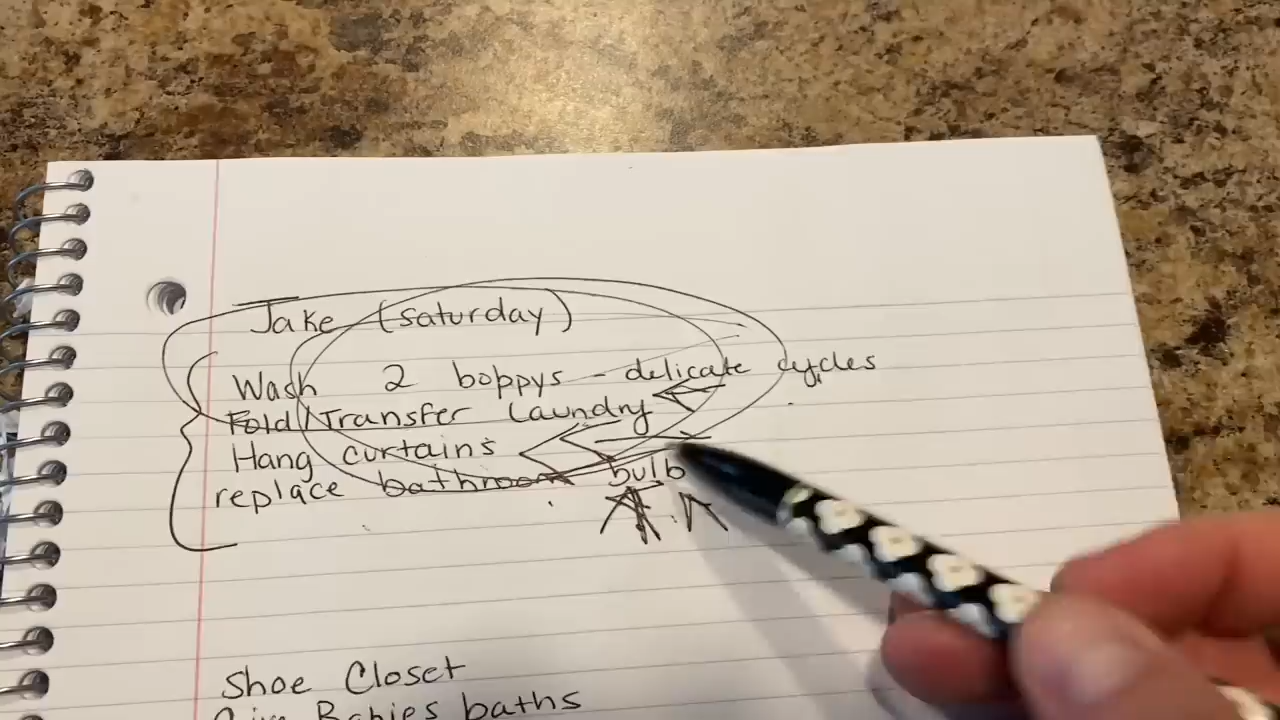 Jake (saturday)
Wash 2 boppys - delicate cycles
Fold/Transfer Laundry
Hang curtains
replace bathroom bulb
Shoe Closet
Give Babies baths